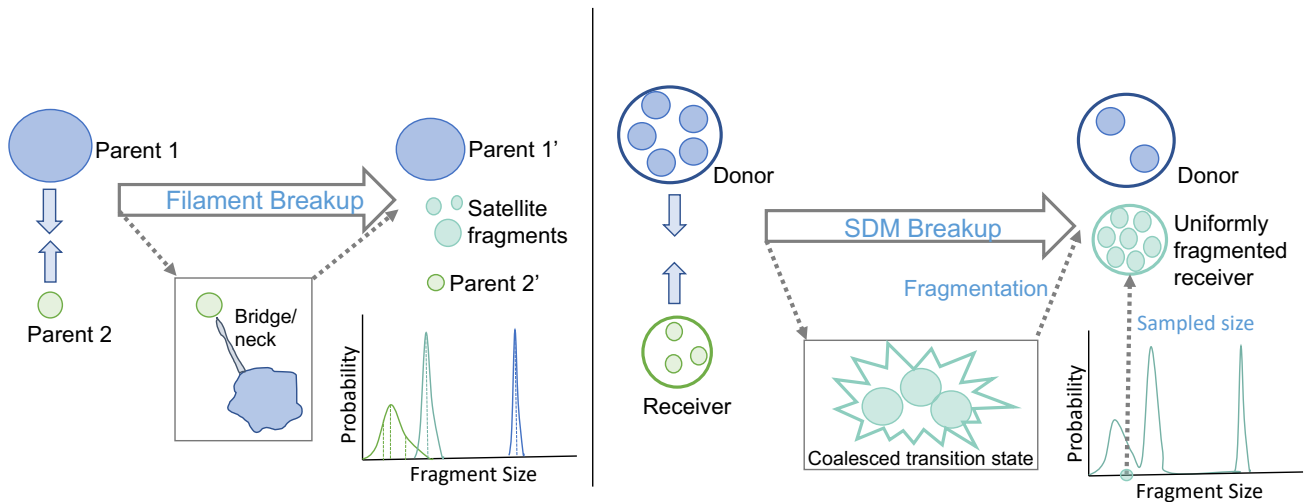 Parent 1
Parent 2
Filament Breakup
Bridge/
neck
Parent 1’
Satellite
fragments
Parent 2’
Probability
Fragment Size
Donor
Receiver
SDM Breakup
Fragmentation
Coalesced transition state
Donor
Uniformly
fragmented
receiver
Sampled size
Probability
Fragment Size